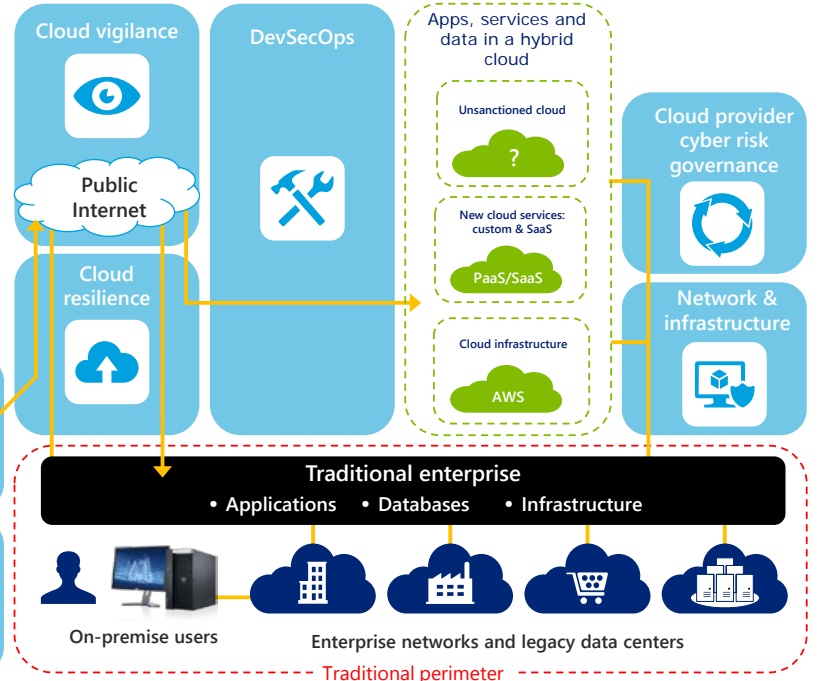 Cloud vigilance
Public
Internet
Cloud
resilience
DevSecOps
Apps, services and
data in a hybrid
cloud
Unsanctioned cloud
?
New cloud services:
custom & SaaS
PaaS/SaaS
Cloud infrastructure
AWS
Cloud provider
cyber risk
governance
Network &
infrastructure
Traditional enterprise
• Applications • Databases • Infrastructure
On-premise users
Enterprise networks and legacy data centers
Traditional perimeter